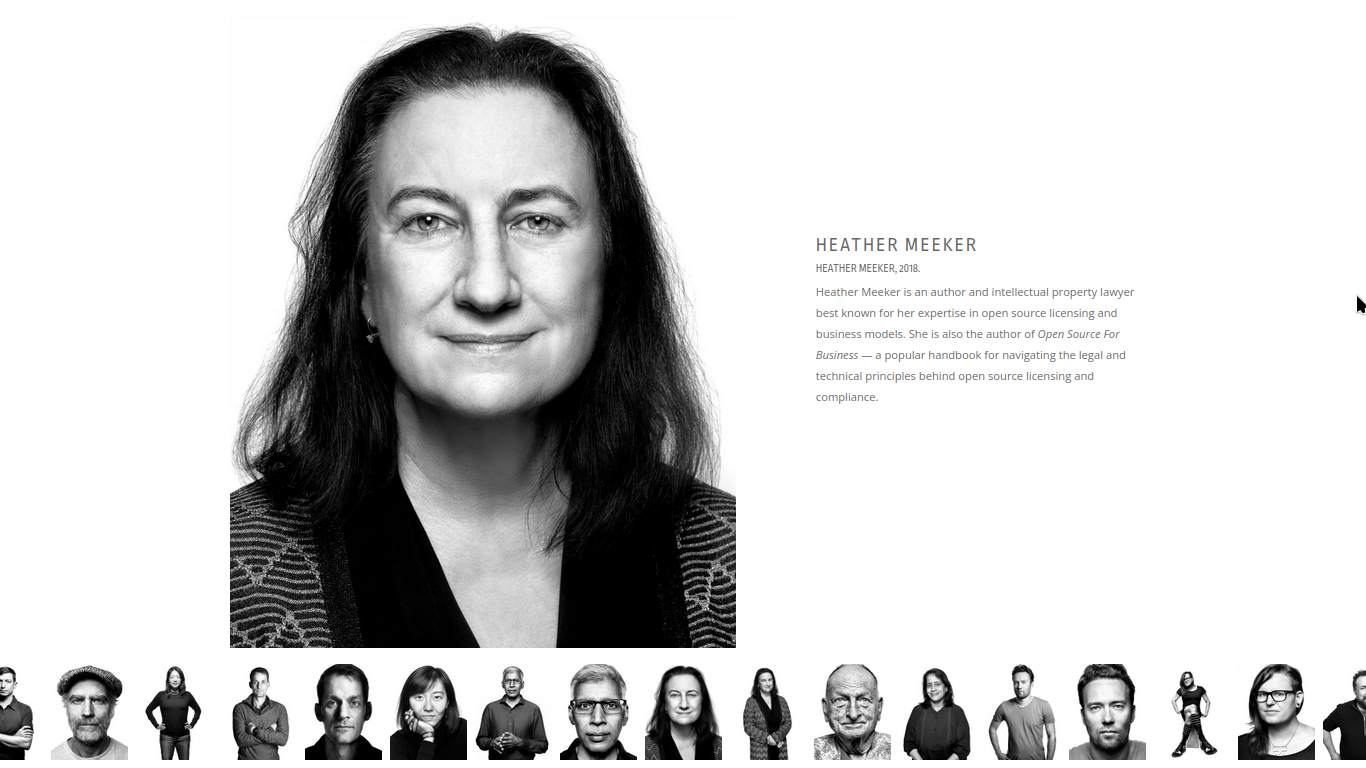 HEATHER MEEKER
HEATHER MEEKER, 2018.
Heather Meeker is an author and intellectual property lawyer
best known for her expertise in open source licensing and
business models. She is also the author of Open Source For
Business — a popular handbook for navigating the legal and
technical principles behind open source licensing and
compliance.